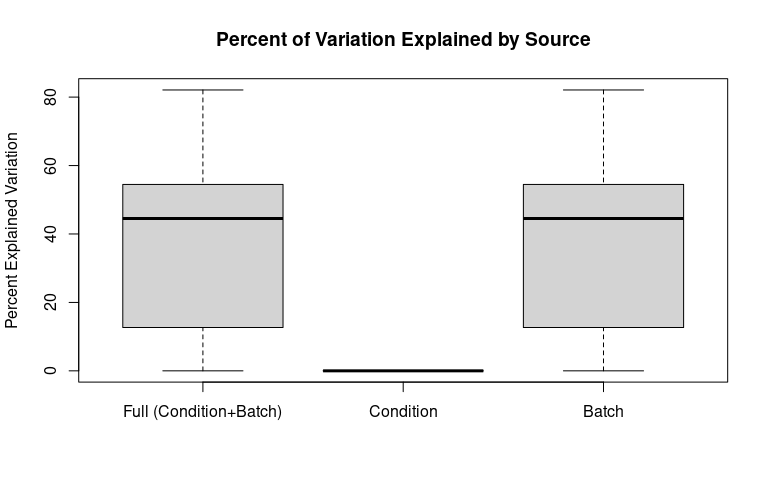 Percent of Variation Explained by Source
Percent Explained Variation
80
60
40
20
0
Full (Condition+Batch)
Condition
Batch